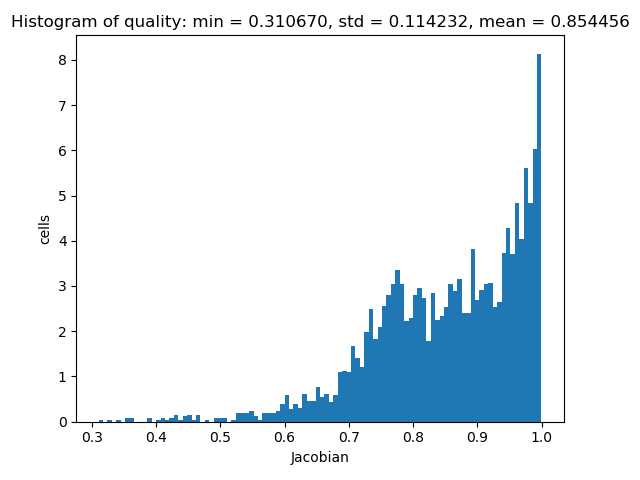 Histogram of quality: min = 0.310670, std = 0.114232, mean = 0.854456
8
7
6
5
4
3
2
1
0
cells
0.3 0.4 0.5 0.6 0.7 0.8 0.9 1.0
Jacobian